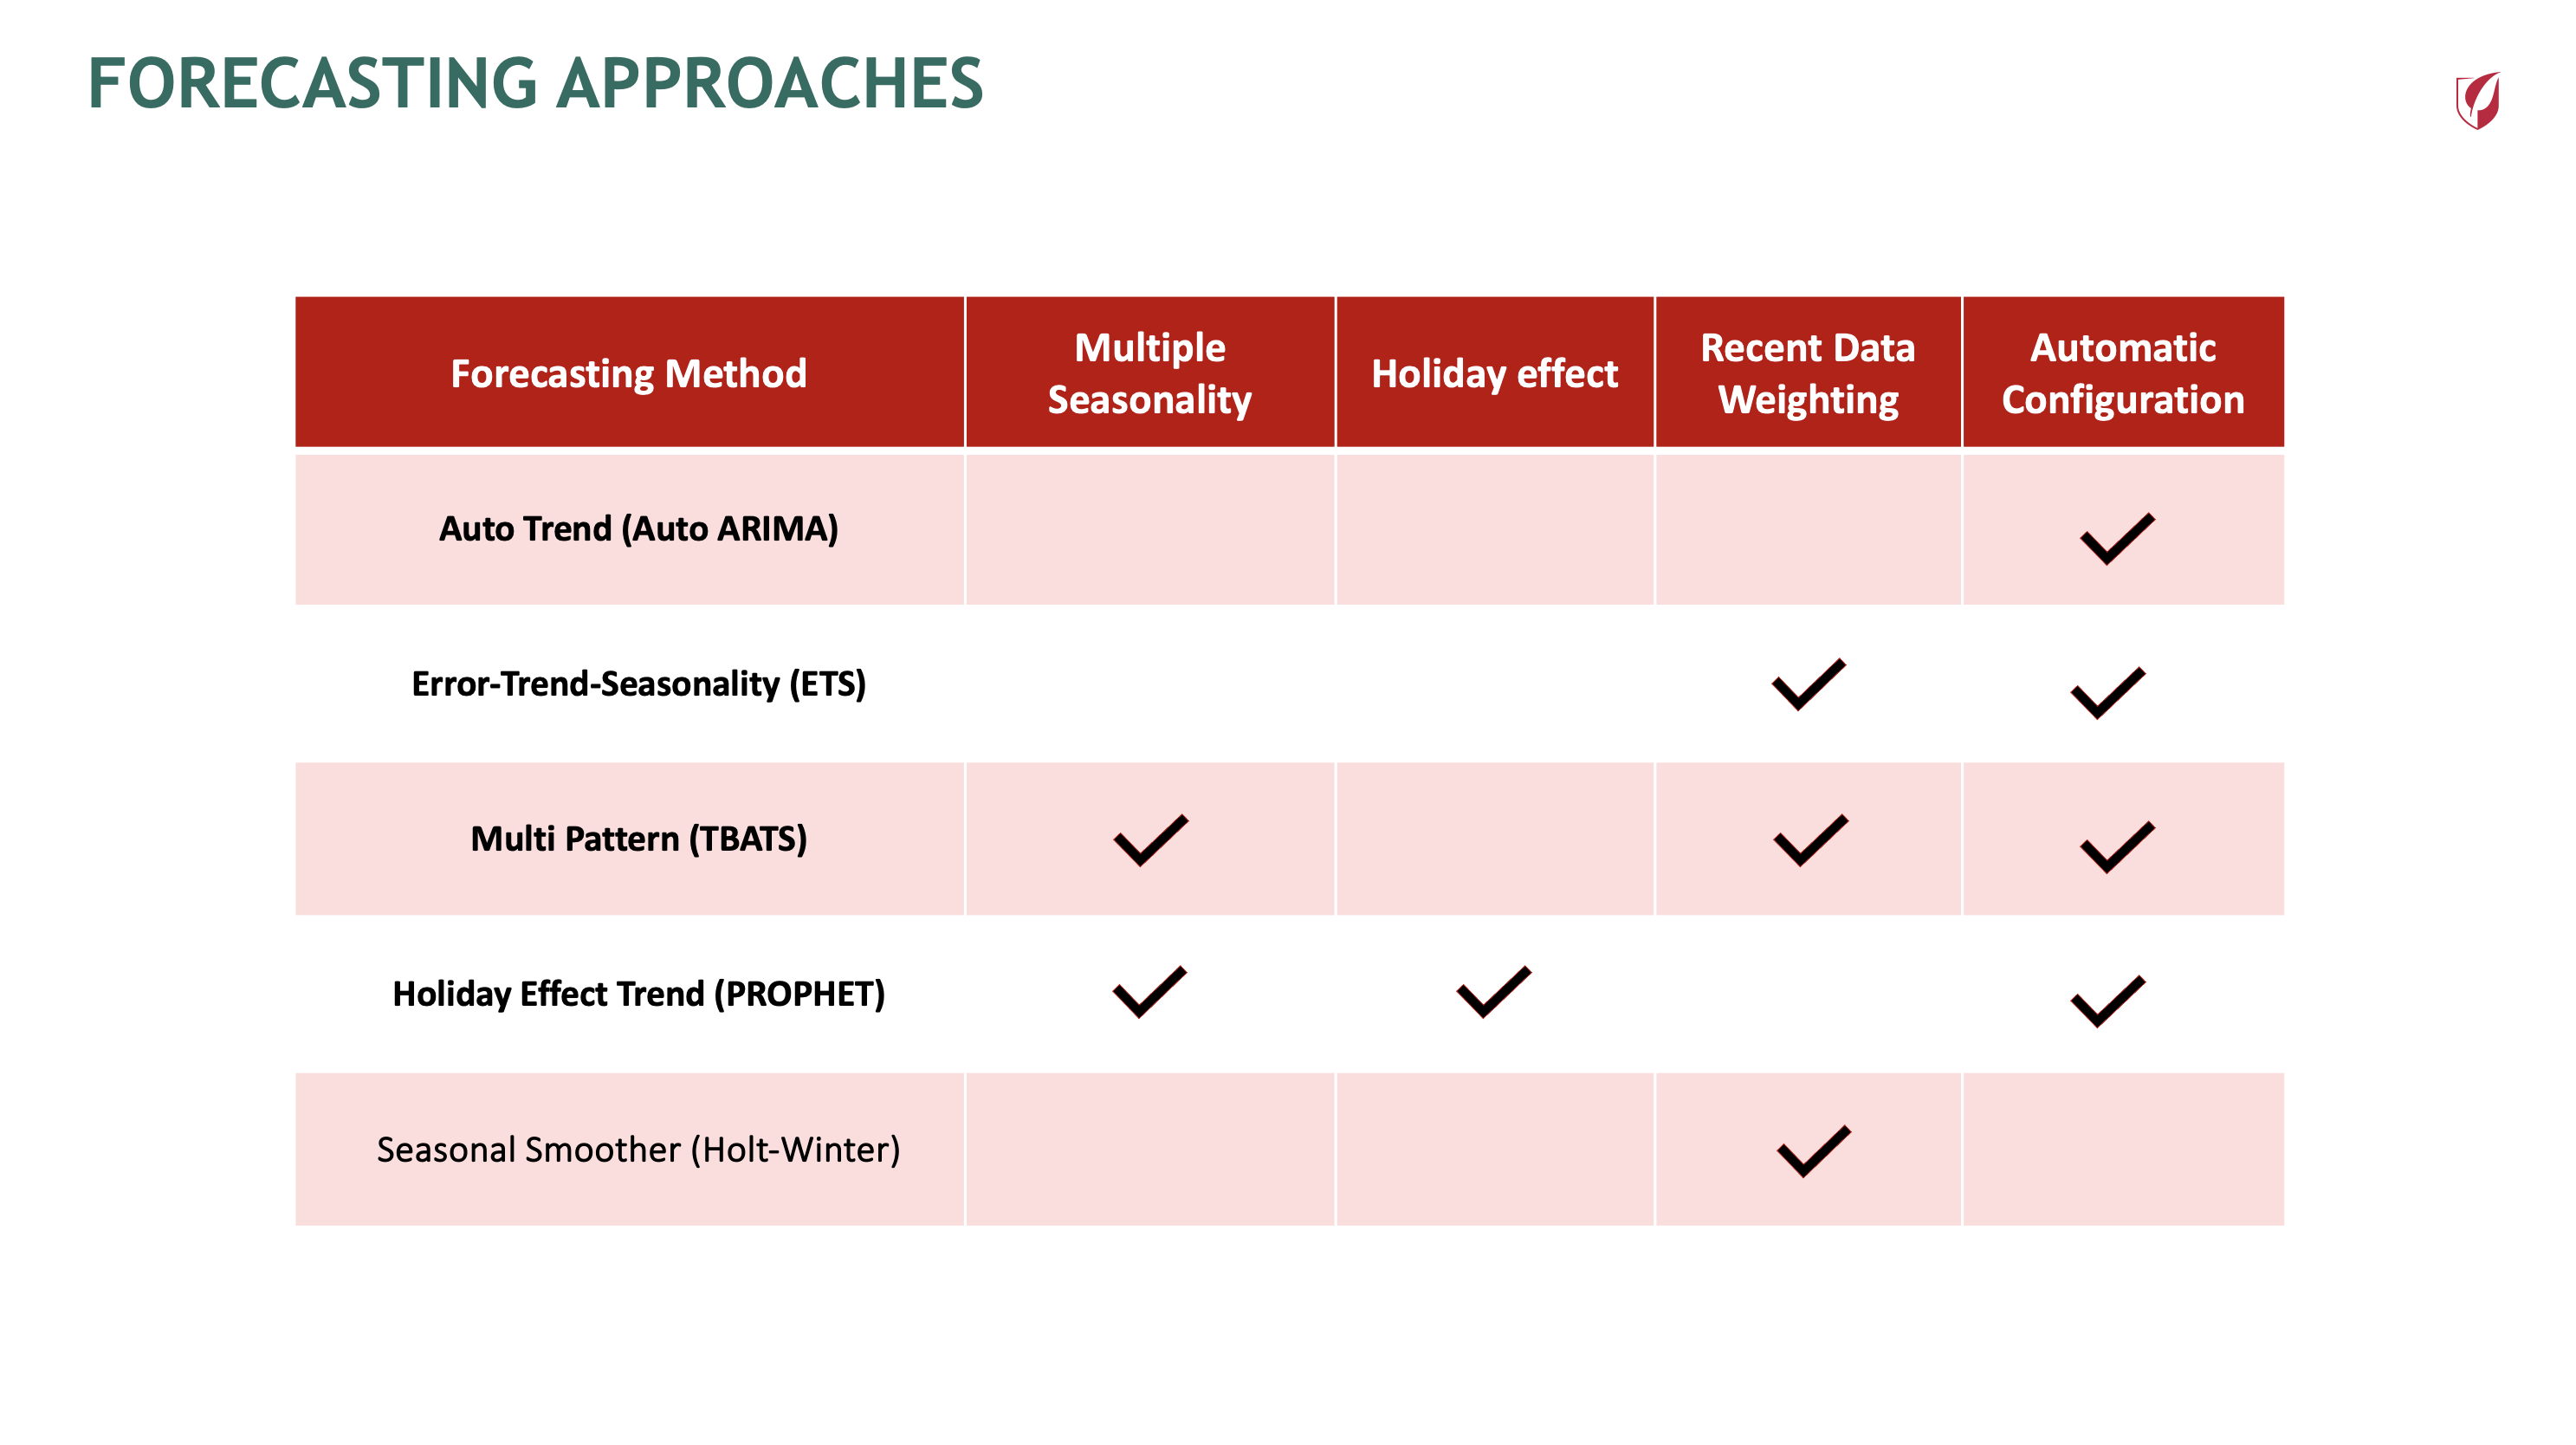 FORECASTING APPROACHES
Forecasting Method
Multiple
Seasonality
Holiday effect
Recent Data
Weighting
Automatic
Configuration
Auto Trend (Auto ARIMA)
Error-Trend-Seasonality (ETS)
Multi Pattern (TBATS)
Holiday Effect Trend (PROPHET)
Seasonal Smoother (Holt-Winter)